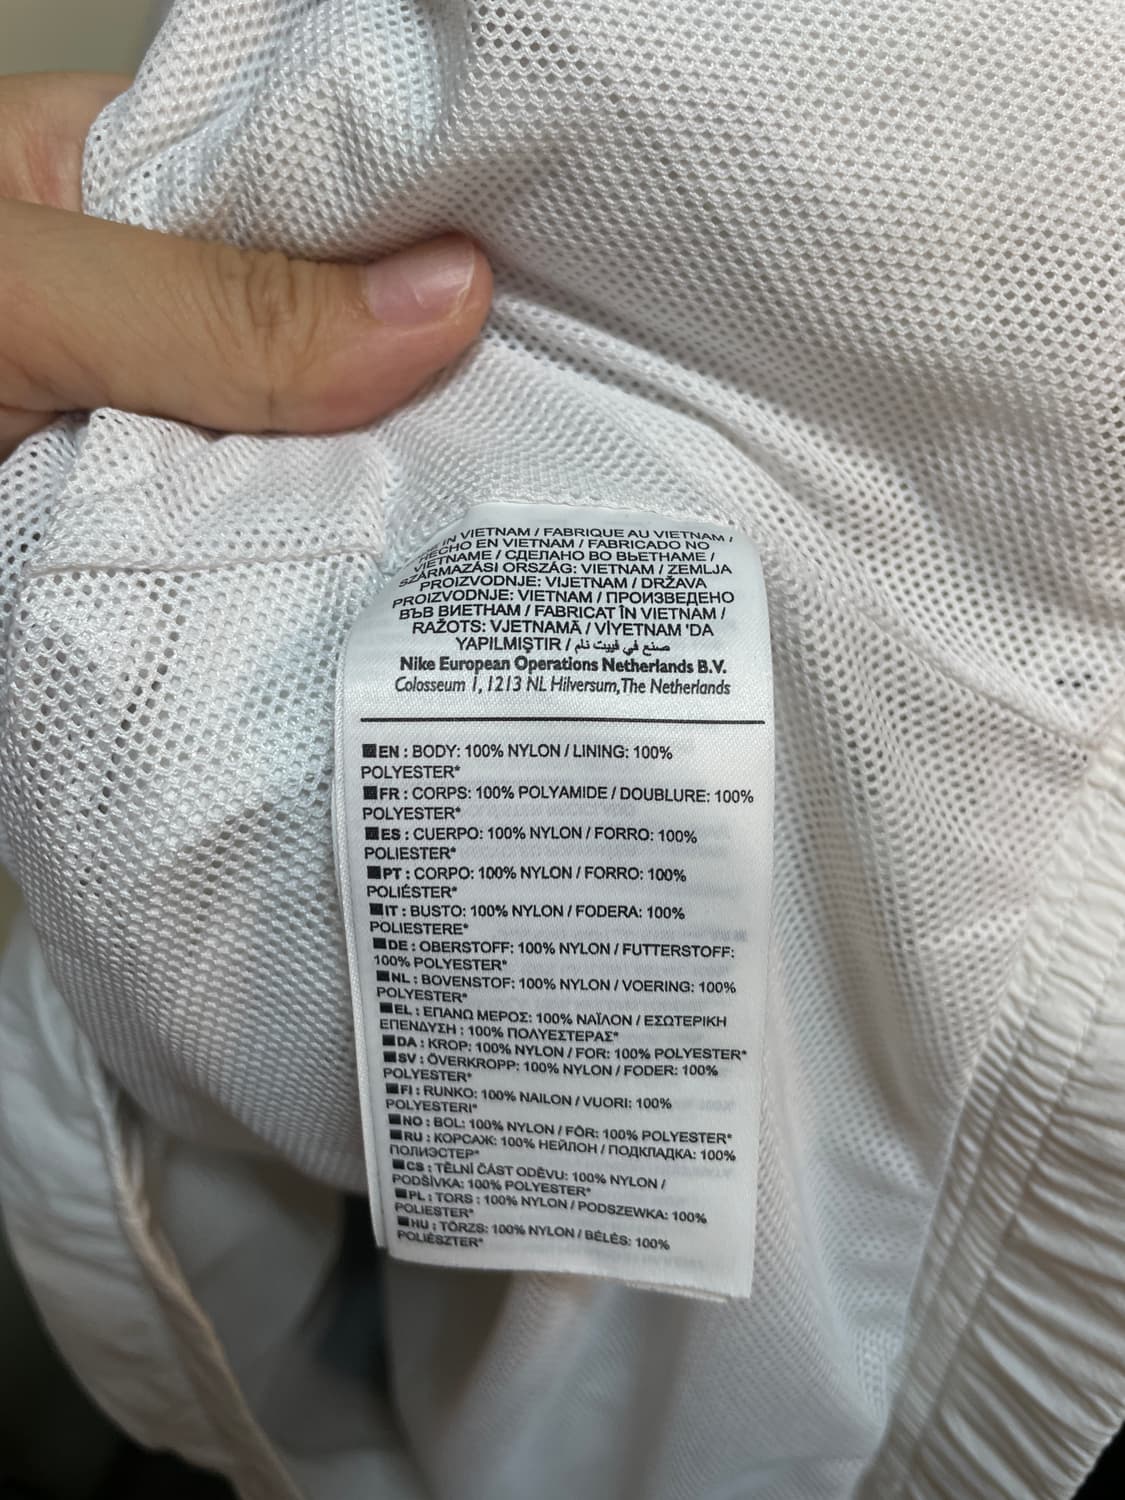 IN VIETNAM / FABRIQUE AU VIETNAM /
HECHO EN VIETNAM / FABRICADO NO
VIETNAME / СДЕЛАНО ВО ВЬЕТНАМЕ /
SZÁRMAZÁSI ORSZÁG: VIETNAM / ZEMLJA
PROIZVODNJE: VIJETNAM / DRŽAVA
PROIZVODNJE: VIETNAM / ПРОИЗВЕДЕНО
ВЪВ ВИЕТНАМ / FABRICAT ÎN VIETNAM /
RAŽOTS: VJETNAMĀ / VİYETNAM 'DA
YAPILMIŞTIR / صنع في فييت نام
Nike European Operations Netherlands B.V.
Colosseum 1, 1213 NL Hilversum, The Netherlands
EN : BODY: 100% NYLON / LINING: 100%
POLYESTER*
FR : CORPS: 100% POLYAMIDE / DOUBLURE: 100%
POLYESTER*
ES : CUERPO: 100% NYLON / FORRO: 100%
POLIESTER*
PT : CORPO: 100% NYLON / FORRO: 100%
POLIÉSTER*
IT : BUSTO: 100% NYLON / FODERA: 100%
POLIESTERE*
DE : OBERSTOFF: 100% NYLON / FUTTERSTOFF:
100% POLYESTER*
NL : BOVENSTOF: 100% NYLON / VOERING: 100%
POLYESTER*
EL : ΕΠΑΝΩ ΜΕΡΟΣ: 100% ΝΑΪΛΟΝ / ΕΣΩΤΕΡΙΚΗ
ΕΠΕΝΔΥΣΗ : 100% ΠΟΛΥΕΣΤΕΡΑΣ*
DA : KROP: 100% NYLON / FOR: 100% POLYESTER*
SV : ÖVERKROPP: 100% NYLON / FODER: 100%
POLYESTER*
FI : RUNKO: 100% NAILON / VUORI: 100%
POLYESTERI*
NO : BOL: 100% NYLON / FÔR: 100% POLYESTER*
RU : КОРСАЖ: 100% НЕЙЛОН / ПОДКЛАДКА: 100%
ПОЛИЭСТЕР*
CS : TĚLNÍ ČÁST ODĚVU: 100% NYLON /
PODŠÍVKA: 100% POLYESTER*
PL : TORS : 100% NYLON / PODSZEWKA: 100%
POLIESTER*
HU : TÖRZS: 100% NYLON / BÉLÉS: 100%
POLIÉSZTER*